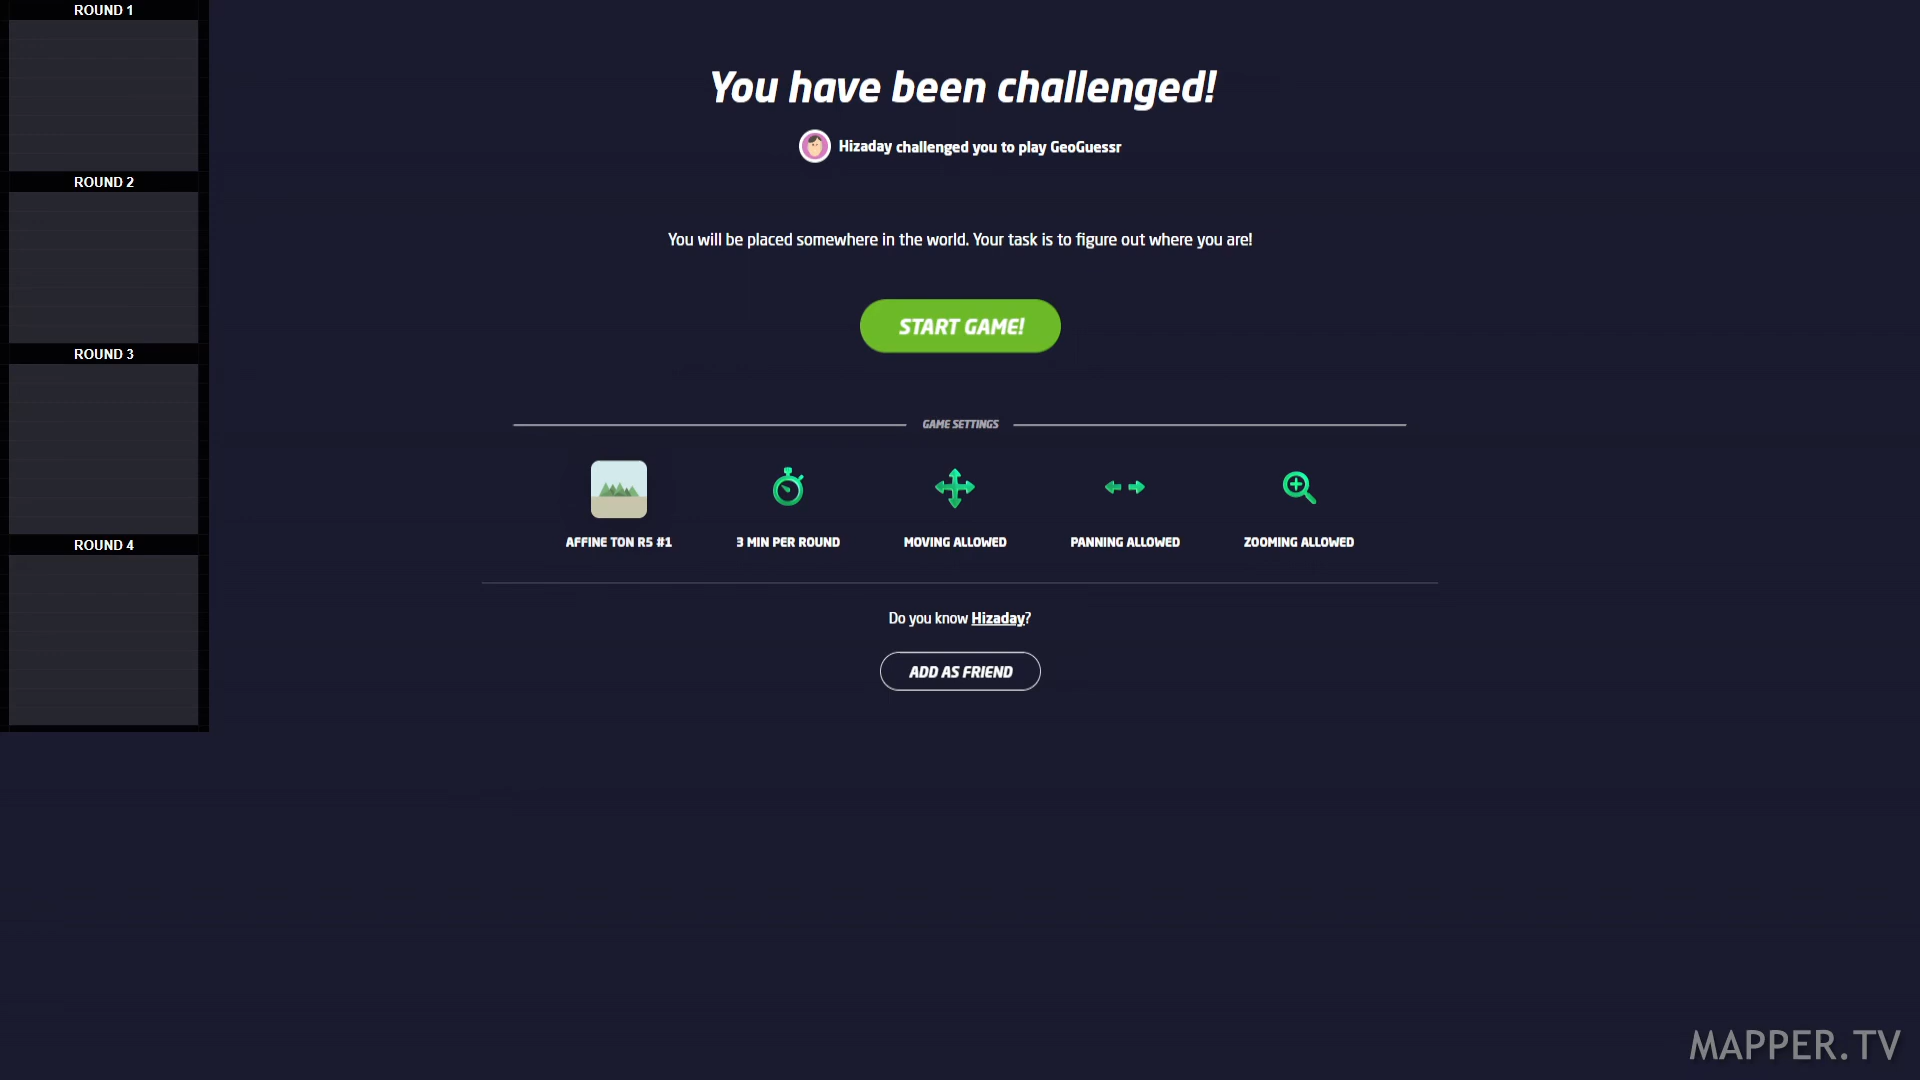 ROUND 1
ROUND 2
ROUND 3
ROUND 4
You have been challenged!
Hizaday challenged you to play GeoGuessr
You will be placed somewhere in the world. Your task is to figure out where you are!
START GAME!
GAME SETTINGS
AFFINE TON R5 #1
3 MIN PER ROUND
MOVING ALLOWED
PANNING ALLOWED
ZOOMING ALLOWED
Do you know Hizaday?
ADD AS FRIEND
MAPPER.TV